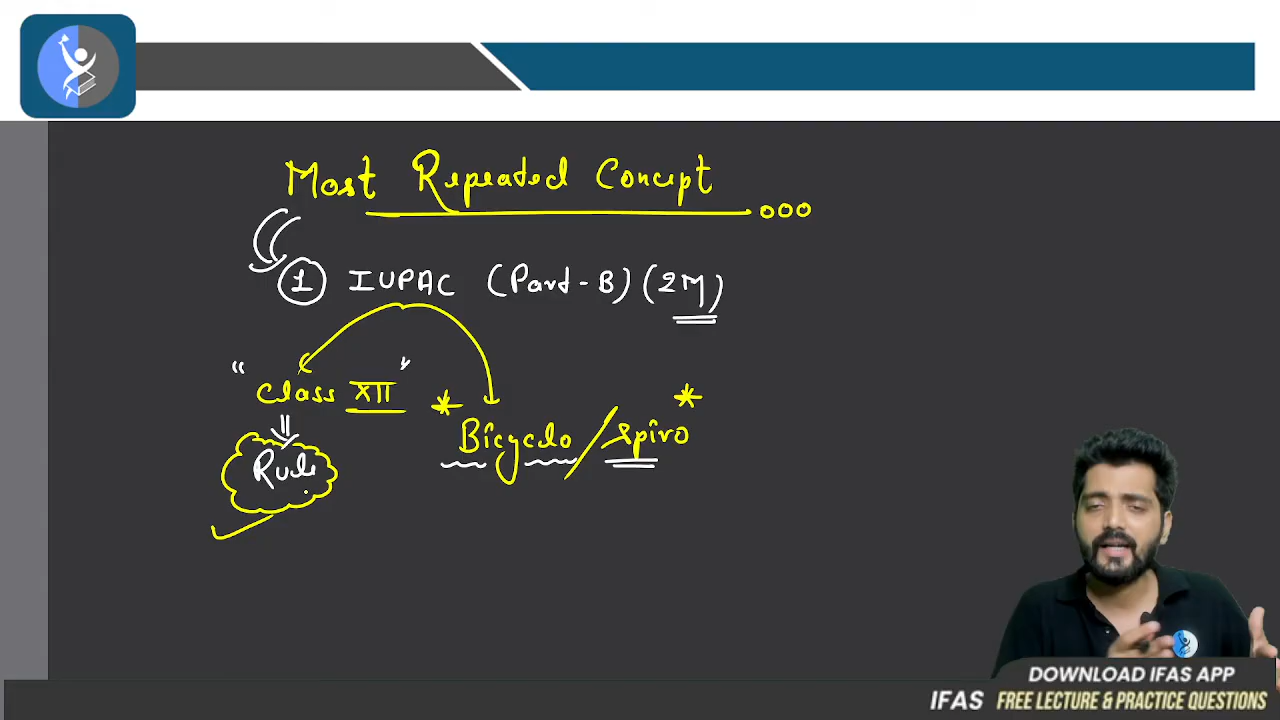 Most Repeated Concept
1 IUPAC (Part-B) (2M)
"Class XII"
* Bicyclo / Spiro *
Rule
DOWNLOAD IFAS APP
IFAS FREE LECTURE & PRACTICE QUESTIONS